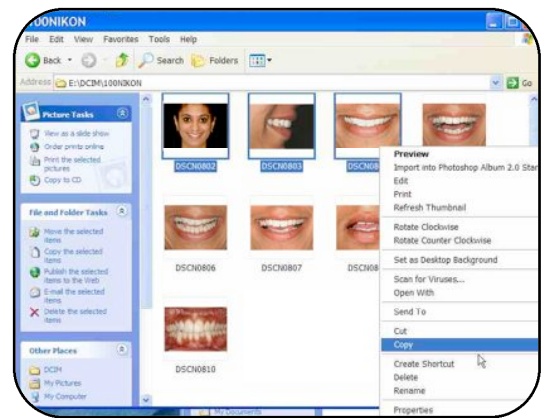 100NIKON
File Edit View Favorites Tools Help
Back Search Folders
Address E:\DCIM\100NIKON Go
Picture Tasks
View as a slide show
Order prints online
Print the selected
pictures
Copy to CD
File and Folder Tasks
Move the selected
items
Copy the selected
items
Publish the selected
items to the Web
E-mail the selected
items
Delete the selected
items
Other Places
DCIM
My Pictures
My Computer
DSCN0802 DSCN0803 DSCN08
DSCN0806 DSCN0807 DSCN08
DSCN0810
Preview
Import into Photoshop Album 2.0 Star
Edit
Print
Refresh Thumbnail
Rotate Clockwise
Rotate Counter Clockwise
Set as Desktop Background
Scan for Viruses...
Open With
Send To
Cut
Copy
Create Shortcut
Delete
Rename
Properties
My Documents